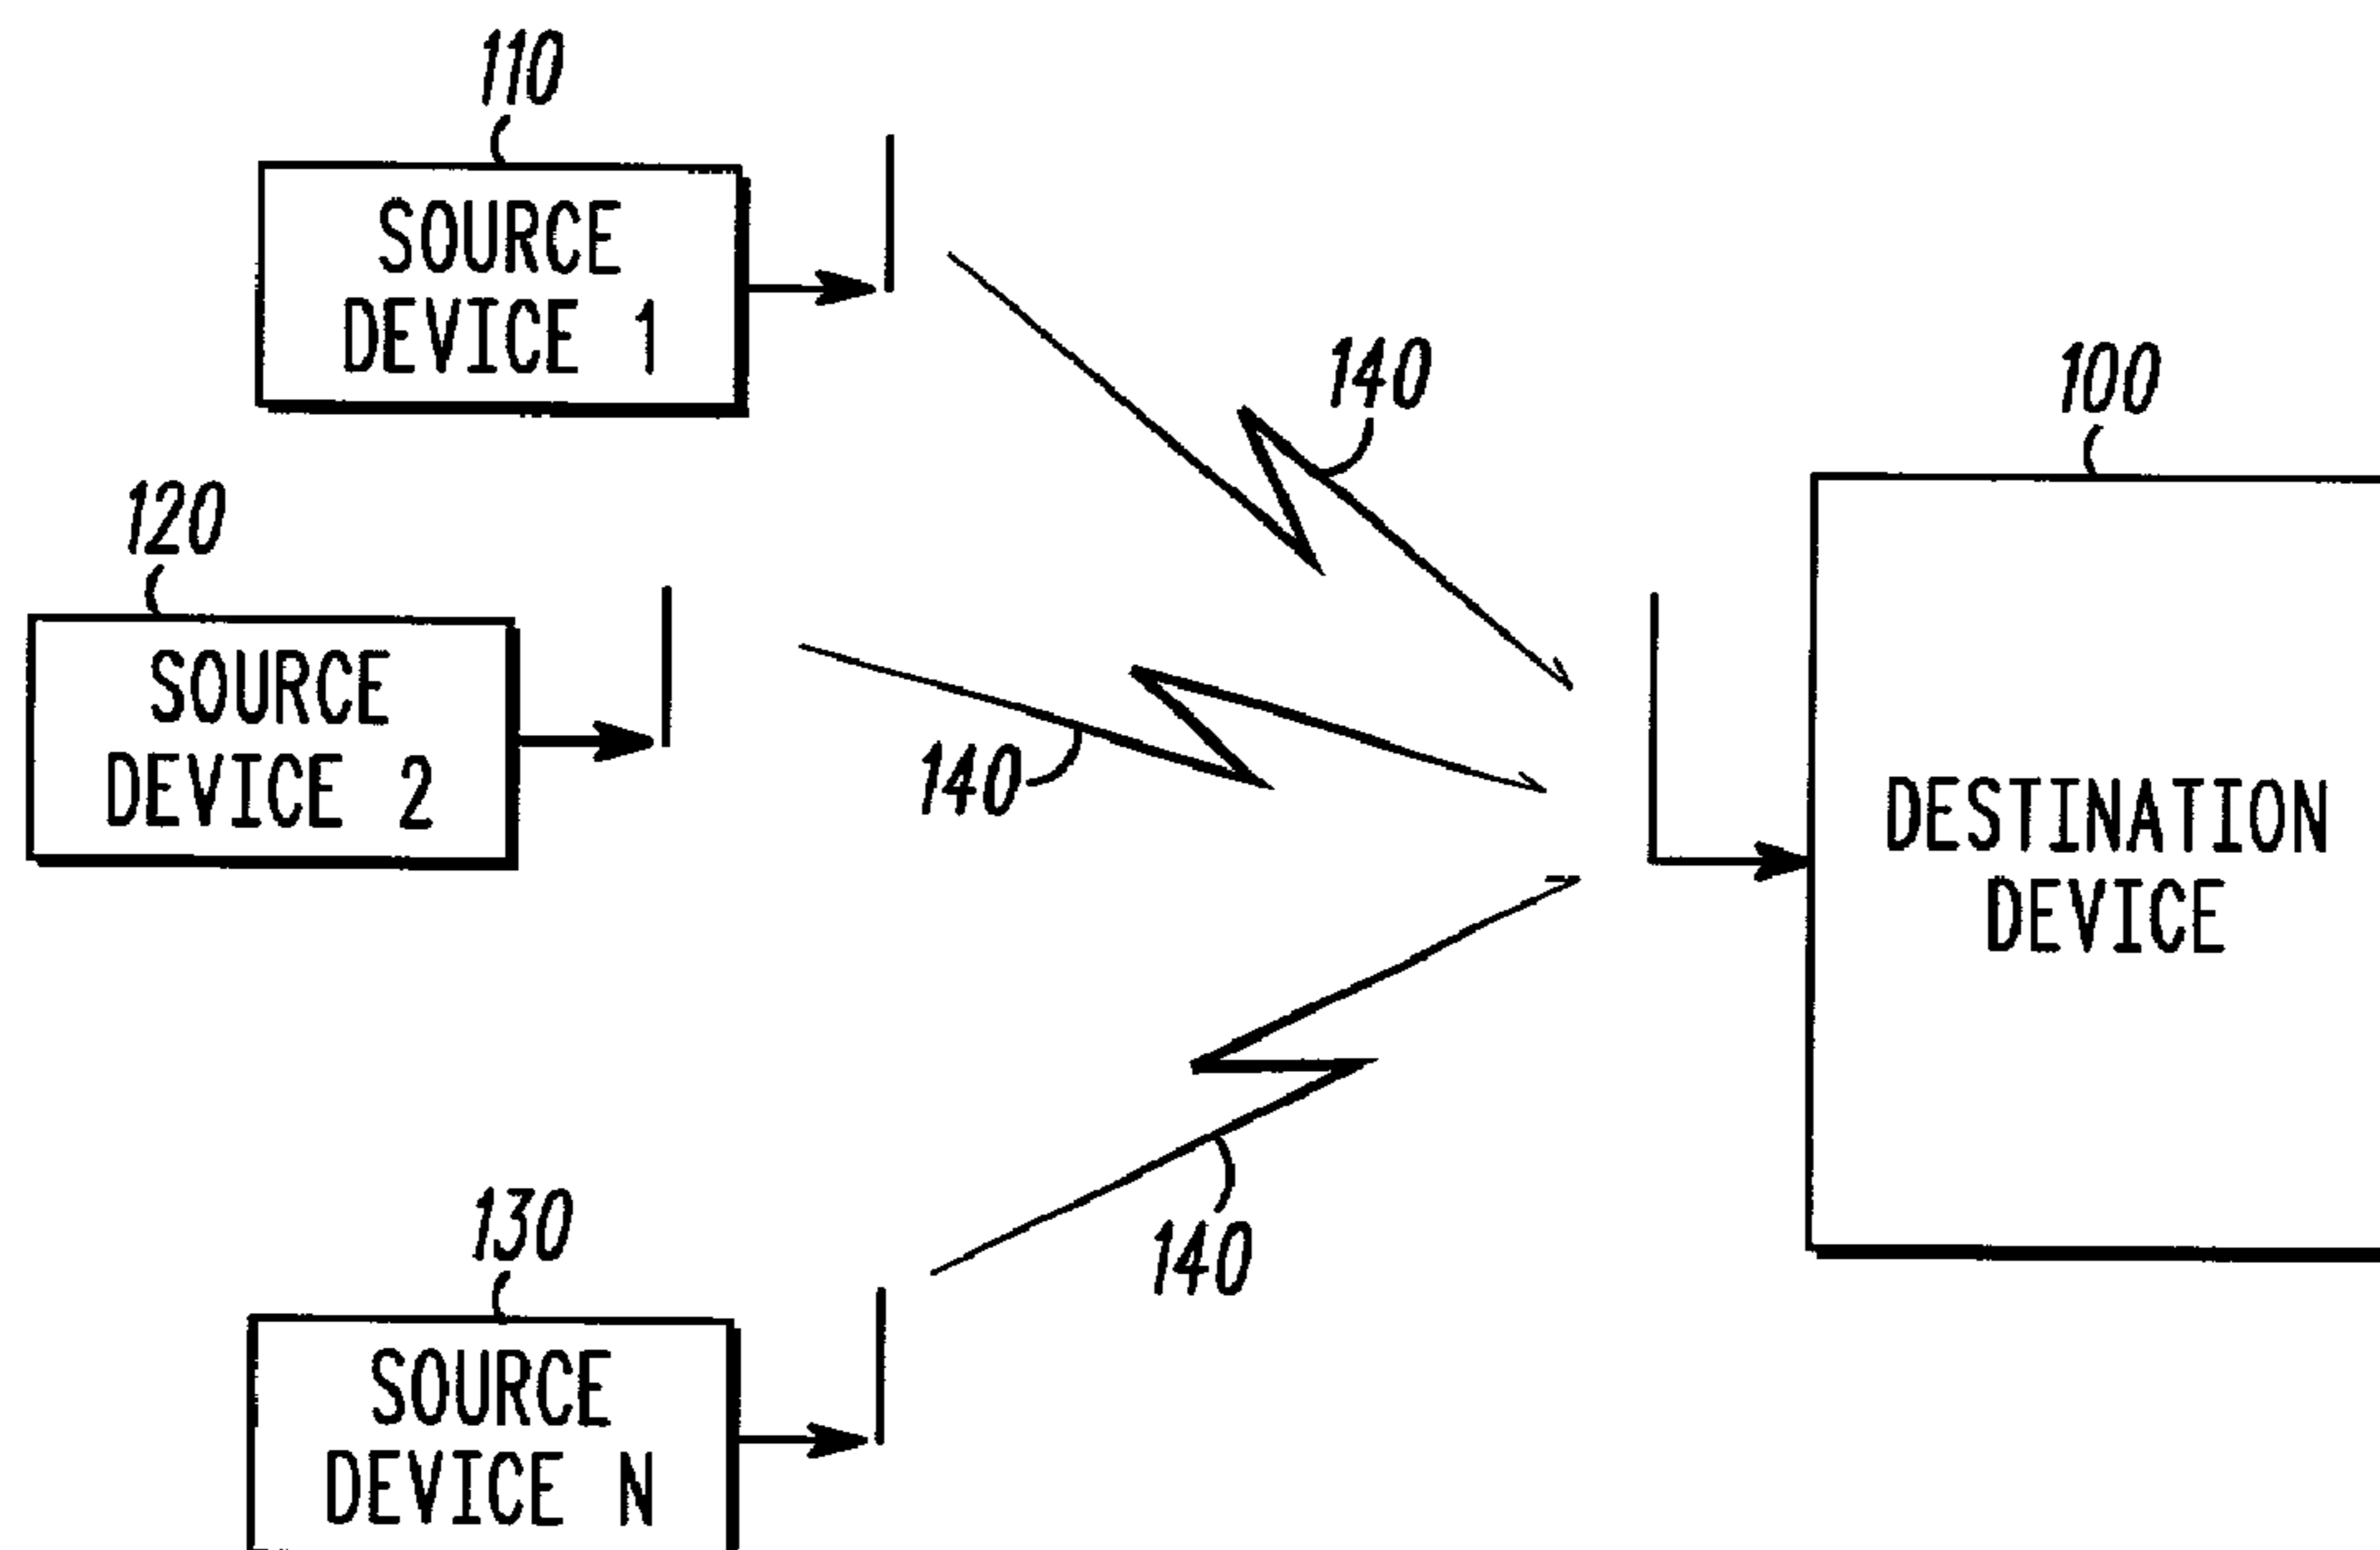 110
SOURCE
DEVICE 1
140
100
120
SOURCE
DEVICE 2
140
DESTINATION
DEVICE
130
140
SOURCE
DEVICE N